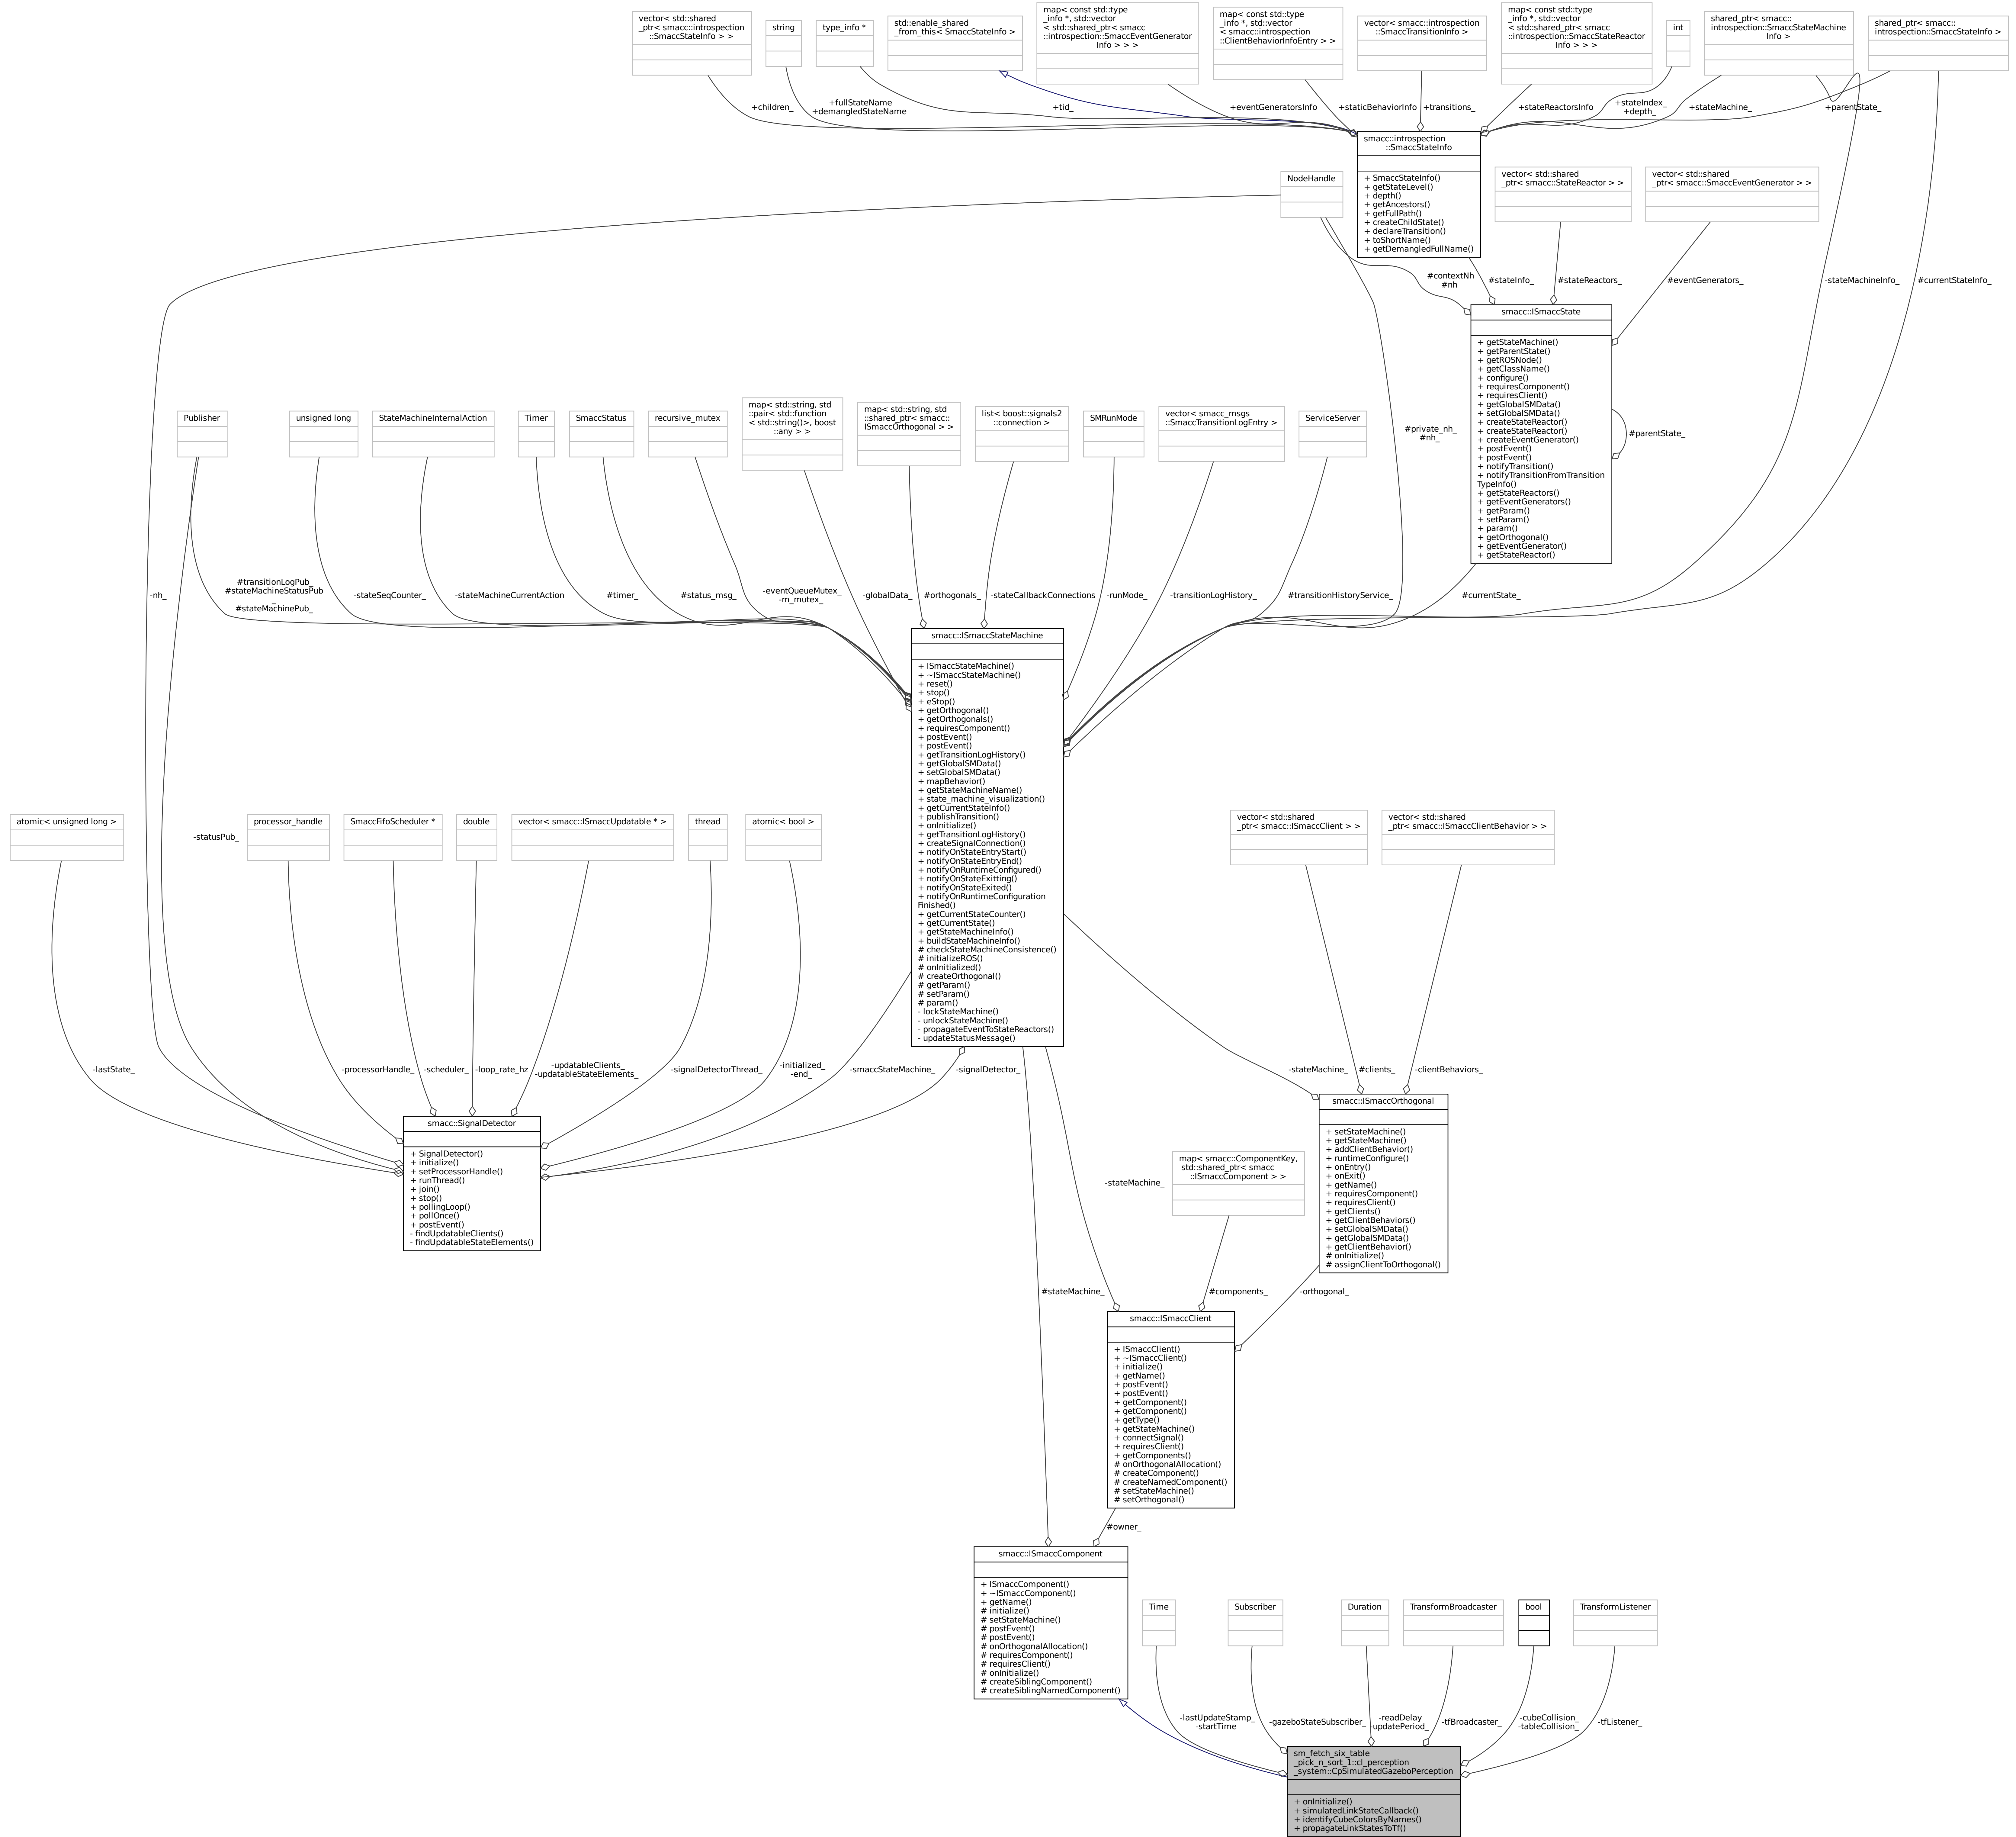 vector< std::shared
_ptr< smacc::introspection
::SmaccStateInfo > >
string
type_info *
std::enable_shared
_from_this< SmaccStateInfo >
map< const std::type
_info *, std::vector
< std::shared_ptr< smacc
::introspection::SmaccEventGenerator
Info > > >
map< const std::type
_info *, std::vector
< smacc::introspection
::ClientBehaviorInfoEntry > >
vector< smacc::introspection
::SmaccTransitionInfo >
map< const std::type
_info *, std::vector
< std::shared_ptr< smacc
::introspection::SmaccStateReactor
Info > > >
int
shared_ptr< smacc::
introspection::SmaccStateMachine
Info >
shared_ptr< smacc::
introspection::SmaccStateInfo >
+children_
+fullStateName
+demangledStateName
+tid_
+eventGeneratorsInfo
+staticBehaviorInfo
+transitions_
+stateReactorsInfo
+stateIndex_
+depth_
+stateMachine_
+parentState_
smacc::introspection
::SmaccStateInfo
+ SmaccStateInfo()
+ getStateLevel()
+ depth()
+ getAncestors()
+ getFullPath()
+ createChildState()
+ declareTransition()
+ toShortName()
+ getDemangledFullName()
NodeHandle
vector< std::shared
_ptr< smacc::StateReactor > >
vector< std::shared
_ptr< smacc::SmaccEventGenerator > >
#contextNh
#nh
#stateInfo_
#stateReactors_
#eventGenerators_
-stateMachineInfo_
#currentStateInfo_
smacc::ISmaccState
+ getStateMachine()
+ getParentState()
+ getROSNode()
+ getClassName()
+ configure()
+ requiresComponent()
+ requiresClient()
+ getGlobalSMData()
+ setGlobalSMData()
+ createStateReactor()
+ createStateReactor()
+ createEventGenerator()
+ postEvent()
+ postEvent()
+ notifyTransition()
+ notifyTransitionFromTransition
TypeInfo()
+ getStateReactors()
+ getEventGenerators()
+ getParam()
+ setParam()
+ param()
+ getOrthogonal()
+ getEventGenerator()
+ getStateReactor()
#parentState_
Publisher
unsigned long
StateMachineInternalAction
Timer
SmaccStatus
recursive_mutex
map< std::string, std
::pair< std::function
< std::string()>, boost
::any > >
map< std::string, std
::shared_ptr< smacc::
ISmaccOrthogonal > >
list< boost::signals2
::connection >
SMRunMode
vector< smacc_msgs
::SmaccTransitionLogEntry >
ServiceServer
#private_nh_
#nh_
-nh_
#transitionLogPub_
#stateMachineStatusPub
_
#stateMachinePub_
-stateSeqCounter_
-stateMachineCurrentAction
#timer_
#status_msg_
-eventQueueMutex_
-m_mutex_
-globalData_
#orthogonals_
-stateCallbackConnections
-runMode_
-transitionLogHistory_
#transitionHistoryService_
#currentState_
smacc::ISmaccStateMachine
+ ISmaccStateMachine()
+ ~ISmaccStateMachine()
+ reset()
+ stop()
+ eStop()
+ getOrthogonal()
+ getOrthogonals()
+ requiresComponent()
+ postEvent()
+ postEvent()
+ getTransitionLogHistory()
+ getGlobalSMData()
+ setGlobalSMData()
+ mapBehavior()
+ getStateMachineName()
+ state_machine_visualization()
+ getCurrentStateInfo()
+ publishTransition()
+ onInitialize()
+ getTransitionLogHistory()
+ createSignalConnection()
+ notifyOnStateEntryStart()
+ notifyOnStateEntryEnd()
+ notifyOnRuntimeConfigured()
+ notifyOnStateExitting()
+ notifyOnStateExited()
+ notifyOnRuntimeConfiguration
Finished()
+ getCurrentStateCounter()
+ getCurrentState()
+ getStateMachineInfo()
+ buildStateMachineInfo()
# checkStateMachineConsistence()
# initializeROS()
# onInitialized()
# createOrthogonal()
# getParam()
# setParam()
# param()
- lockStateMachine()
- unlockStateMachine()
- propagateEventToStateReactors()
- updateStatusMessage()
atomic< unsigned long >
-statusPub_
processor_handle
SmaccFifoScheduler *
double
vector< smacc::ISmaccUpdatable * >
thread
atomic< bool >
vector< std::shared
_ptr< smacc::ISmaccClient > >
vector< std::shared
_ptr< smacc::ISmaccClientBehavior > >
-lastState_
-processorHandle_
-scheduler_
-loop_rate_hz
-updatableClients_
-updatableStateElements_
-signalDetectorThread_
-initialized_
-end_
-smaccStateMachine_
-signalDetector_
-stateMachine_
#clients_
-clientBehaviors_
smacc::SignalDetector
+ SignalDetector()
+ initialize()
+ setProcessorHandle()
+ runThread()
+ join()
+ stop()
+ pollingLoop()
+ pollOnce()
+ postEvent()
- findUpdatableClients()
- findUpdatableStateElements()
smacc::ISmaccOrthogonal
+ setStateMachine()
+ getStateMachine()
+ addClientBehavior()
+ runtimeConfigure()
+ onEntry()
+ onExit()
+ getName()
+ requiresComponent()
+ requiresClient()
+ getClients()
+ getClientBehaviors()
+ setGlobalSMData()
+ getGlobalSMData()
+ getClientBehavior()
# onInitialize()
# assignClientToOrthogonal()
map< smacc::ComponentKey,
std::shared_ptr< smacc
::ISmaccComponent > >
-stateMachine_
#stateMachine_
#components_
-orthogonal_
smacc::ISmaccClient
+ ISmaccClient()
+ ~ISmaccClient()
+ initialize()
+ getName()
+ postEvent()
+ postEvent()
+ getComponent()
+ getComponent()
+ getType()
+ getStateMachine()
+ connectSignal()
+ requiresClient()
+ getComponents()
# onOrthogonalAllocation()
# createComponent()
# createNamedComponent()
# setStateMachine()
# setOrthogonal()
#owner_
smacc::ISmaccComponent
+ ISmaccComponent()
+ ~ISmaccComponent()
+ getName()
# initialize()
# setStateMachine()
# postEvent()
# postEvent()
# onOrthogonalAllocation()
# requiresComponent()
# requiresClient()
# onInitialize()
# createSiblingComponent()
# createSiblingNamedComponent()
Time
Subscriber
Duration
TransformBroadcaster
bool
TransformListener
-lastUpdateStamp_
-startTime
-gazeboStateSubscriber_
-readDelay
-updatePeriod_
-tfBroadcaster_
-cubeCollision_
-tableCollision_
-tfListener_
sm_fetch_six_table
_pick_n_sort_1::cl_perception
_system::CpSimulatedGazeboPerception
+ onInitialize()
+ simulatedLinkStateCallback()
+ identifyCubeColorsByNames()
+ propagateLinkStatesToTf()